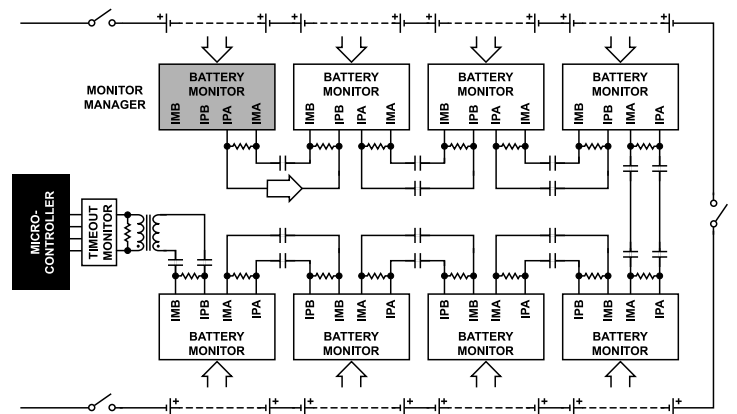 + + + +
MONITOR
MANAGER
BATTERY
MONITOR
IMB IPB IPA IMA
BATTERY
MONITOR
IMB IPB IPA IMA
BATTERY
MONITOR
IMB IPB IPA IMA
BATTERY
MONITOR
IMB IPB IMA IPA
MICRO-
CONTROLLER
TIMEOUT
MONITOR
IMB IPB IMA IPA
BATTERY
MONITOR
IPB IMB IMA IPA
BATTERY
MONITOR
IPB IMB IMA IPA
BATTERY
MONITOR
IPB IMB IMA IPA
BATTERY
MONITOR
+ + + +